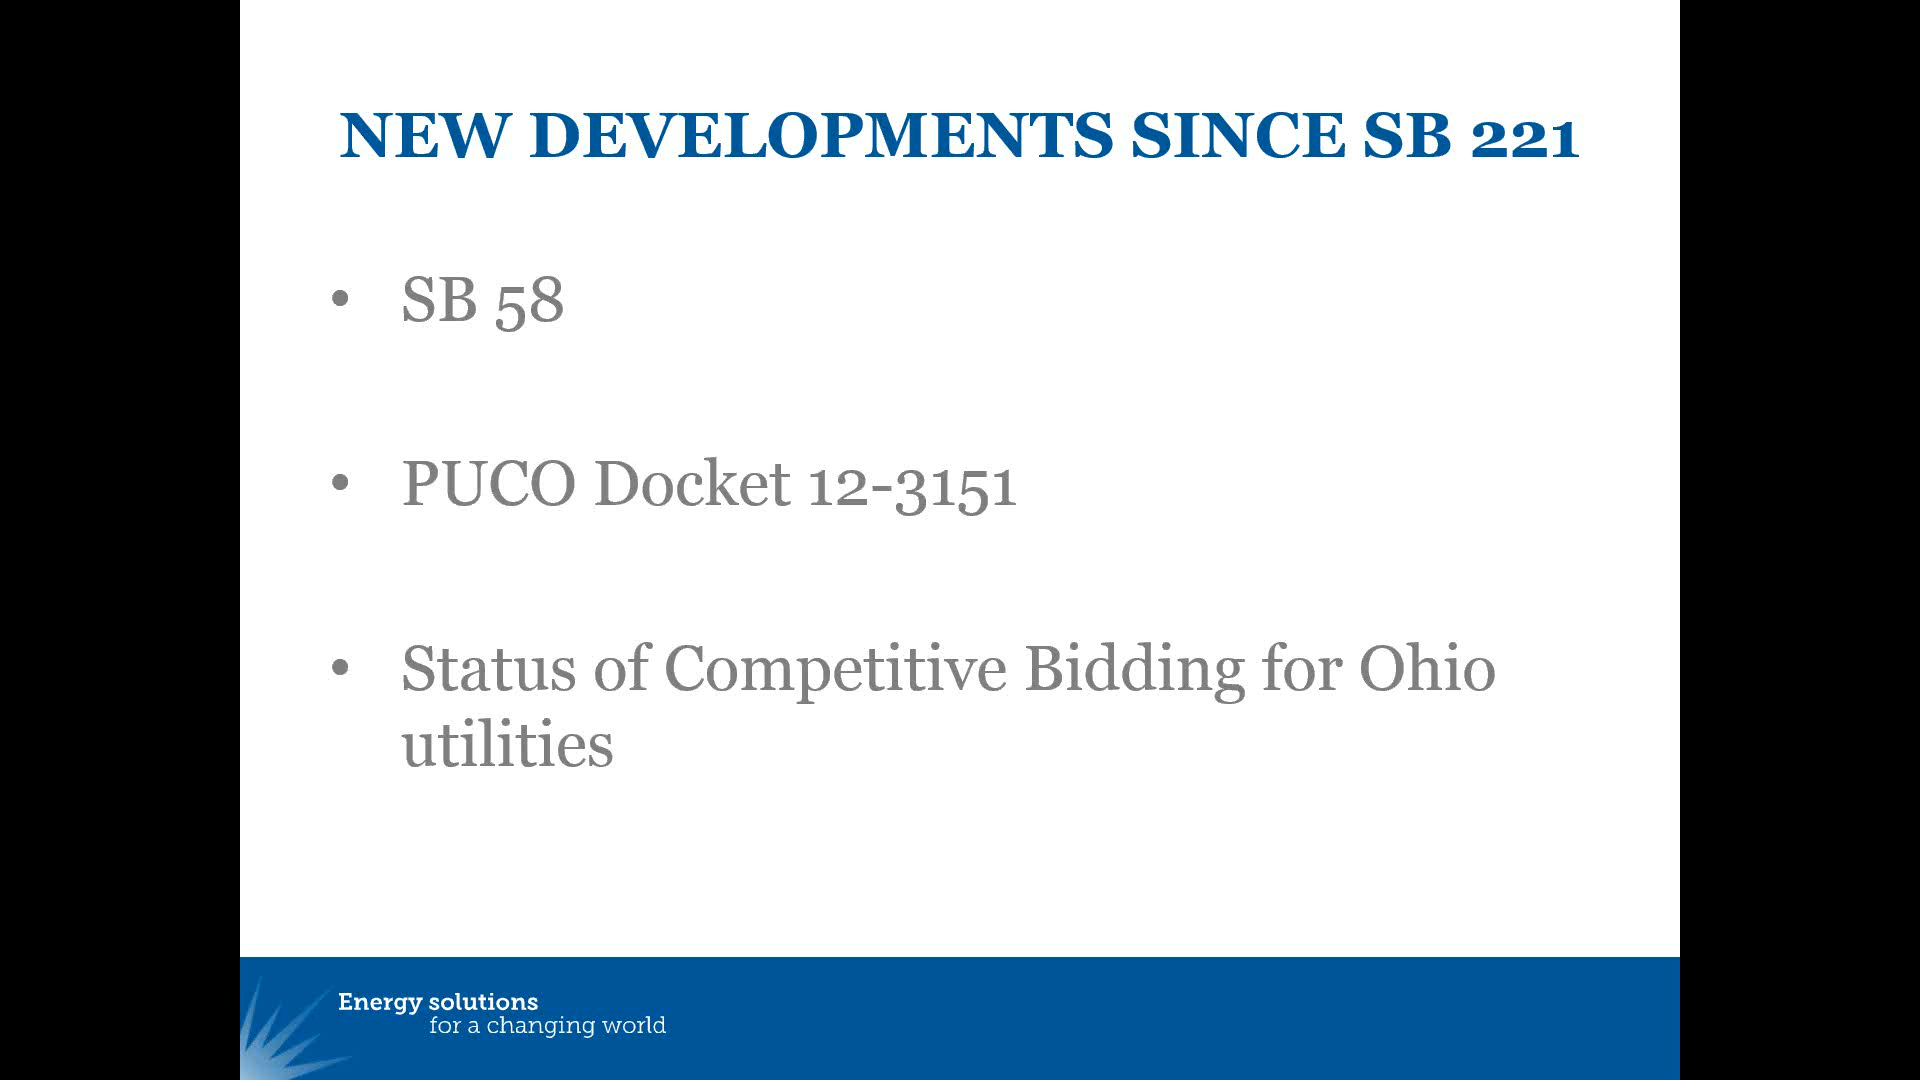 NEW DEVELOPMENTS SINCE SB 221
• SB 58
• PUCO Docket 12-3151
• Status of Competitive Bidding for Ohio
utilities
Energy solutions
for a changing world